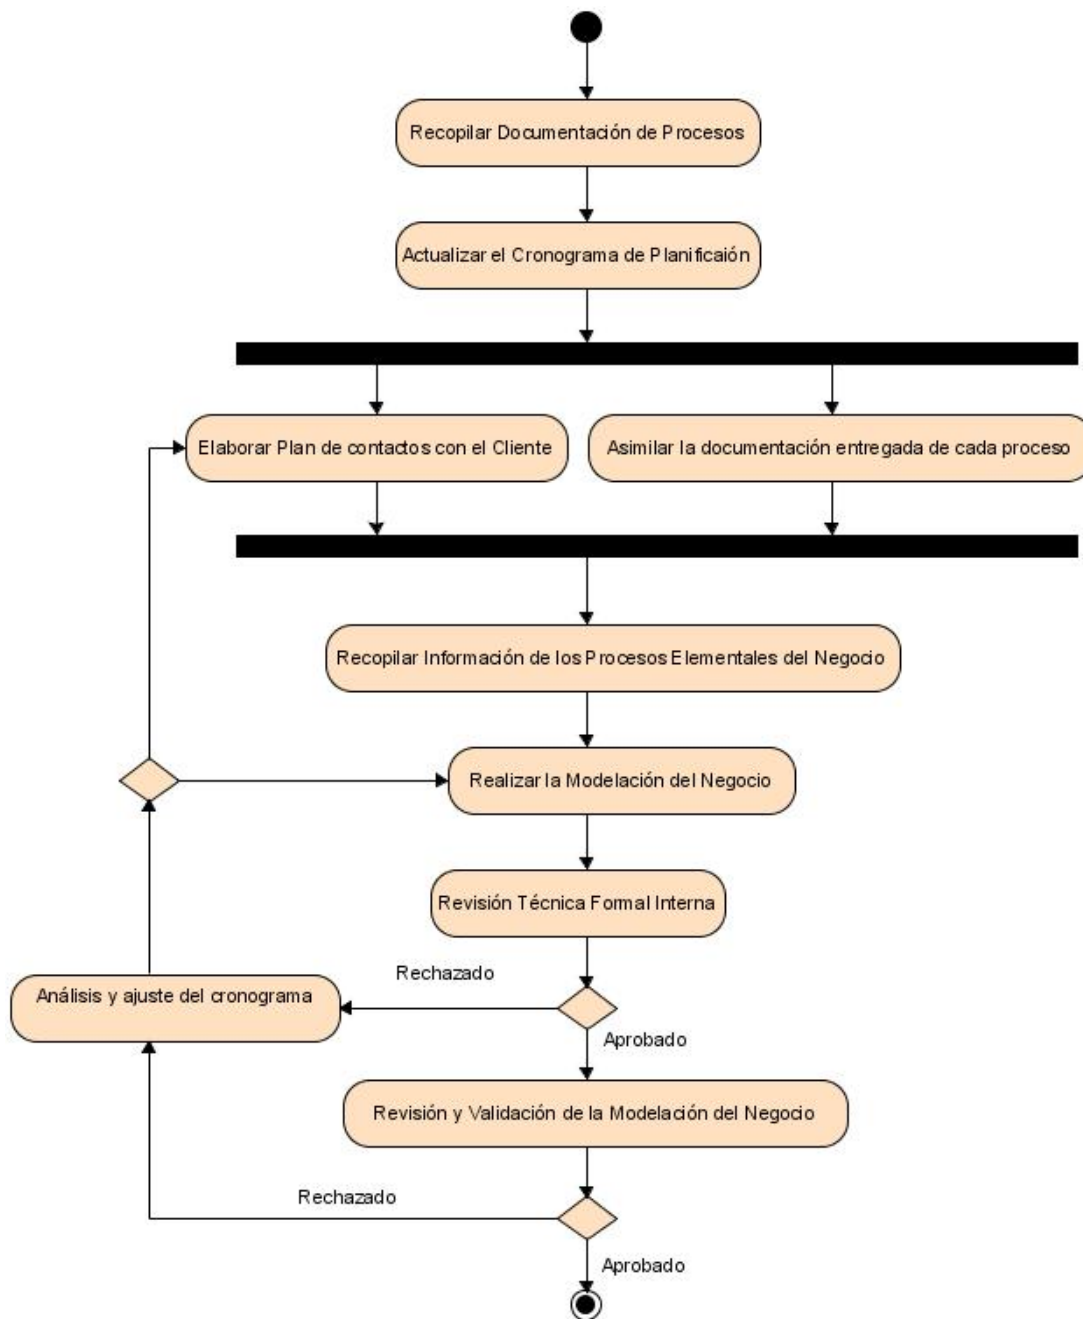 Recopilar Documentación de Procesos
Actualizar el Cronograma de Planificaión
Elaborar Plan de contactos con el Cliente
Asimilar la documentación entregada de cada proceso
Recopilar Información de los Procesos Elementales del Negocio
Realizar la Modelación del Negocio
Revisión Técnica Formal Interna
Rechazado
Análisis y ajuste del cronograma
Aprobado
Revisión y Validación de la Modelación del Negocio
Rechazado
Aprobado